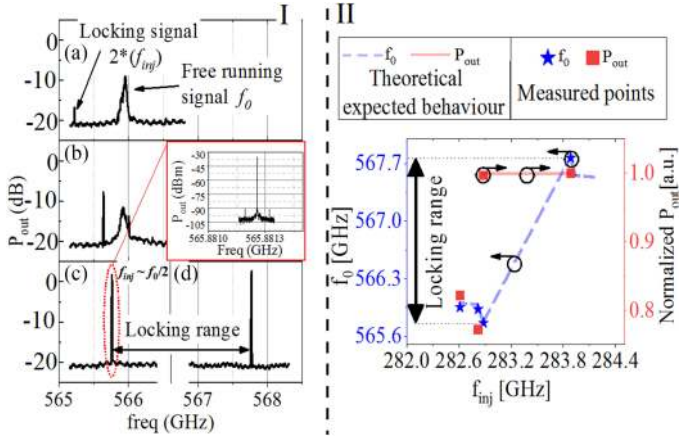 I
Locking signal
2*(f_inj)
(a)
Free running
signal f_0
-10
-20
(b)
0
-10
-20
P_out (dB)
P_out (dBm)
-30
-45
-60
-75
-90
-105
565.8810 565.8813
Freq (GHz)
(c)
f_inj~f_0/2
(d)
0
-10
-20
Locking range
565 566 567 568
freq (GHz)
II
f_0 P_out
Theoretical
expected behaviour
f_0 P_out
Measured points
567.7
567.0
566.3
565.6
f_0 [GHz]
Locking range
1.0
0.9
0.8
Normalized P_out[a.u.]
282.0 282.6 283.2 283.8 284.4
f_inj [GHz]